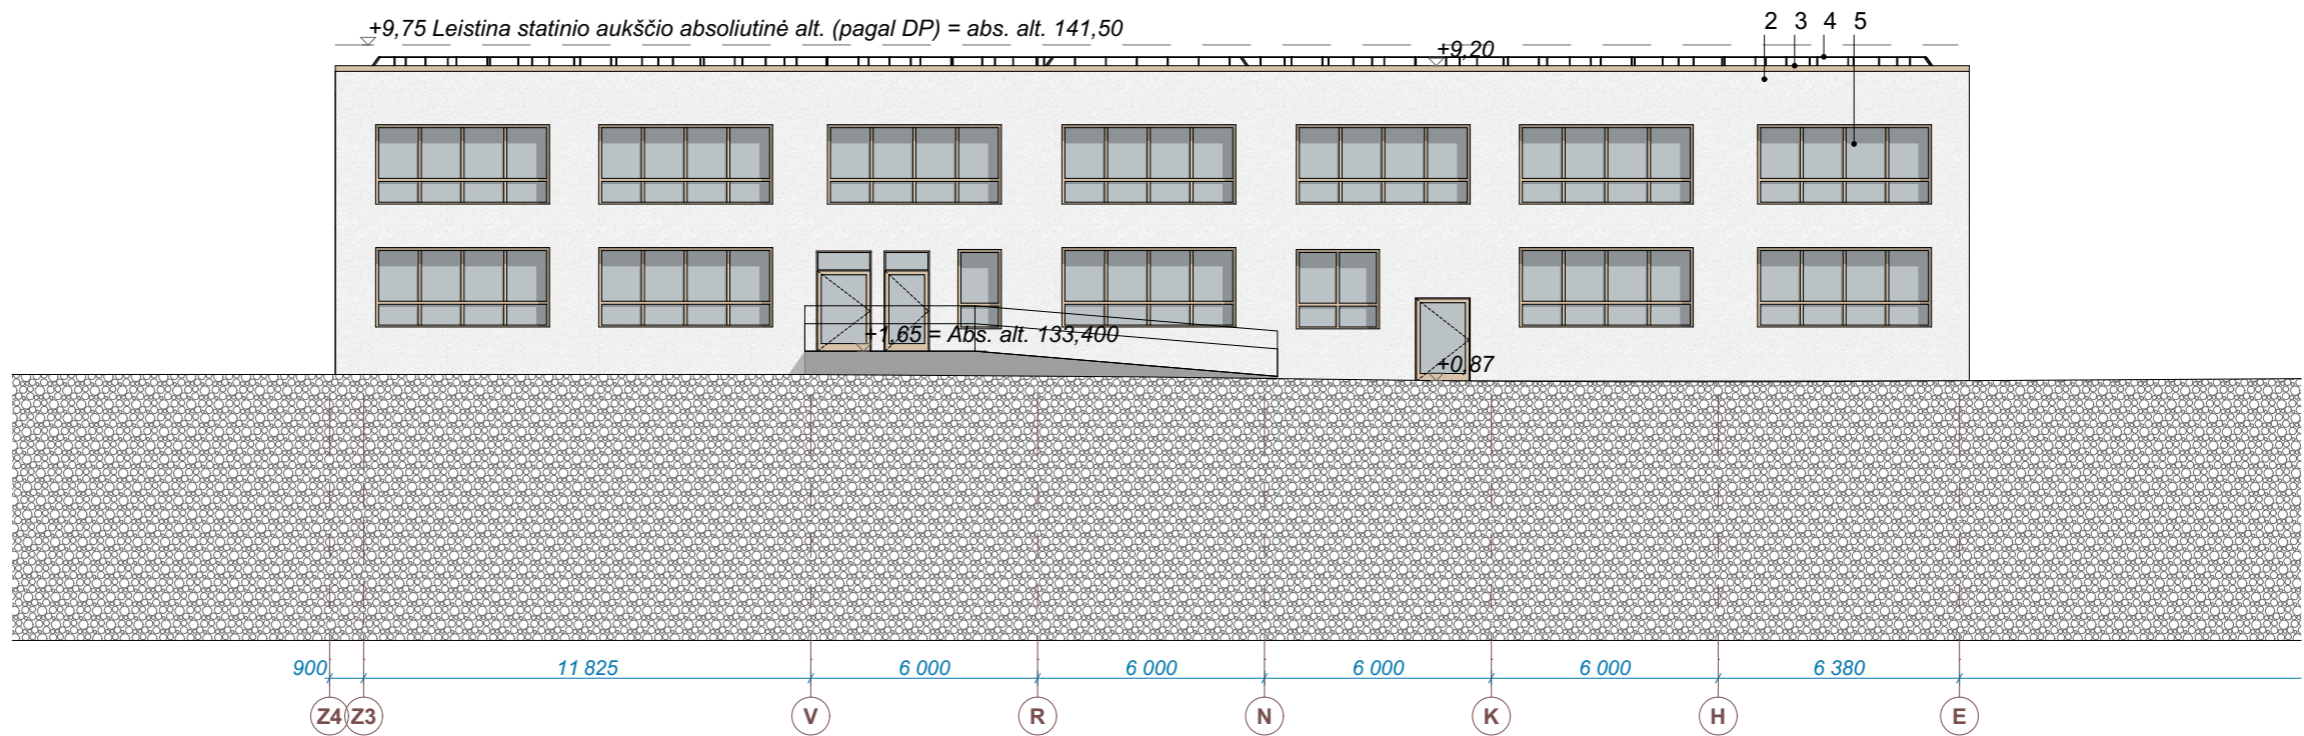 +9,75 Leistina statinio aukščio absoliutinė alt. (pagal DP) = abs. alt. 141,50
2 3 4 5
+9,20
+1,65 = Abs. alt. 133,400
+0,87
900 11 825 6 000 6 000 6 000 6 000 6 380
Z4 Z3 V R N K H E